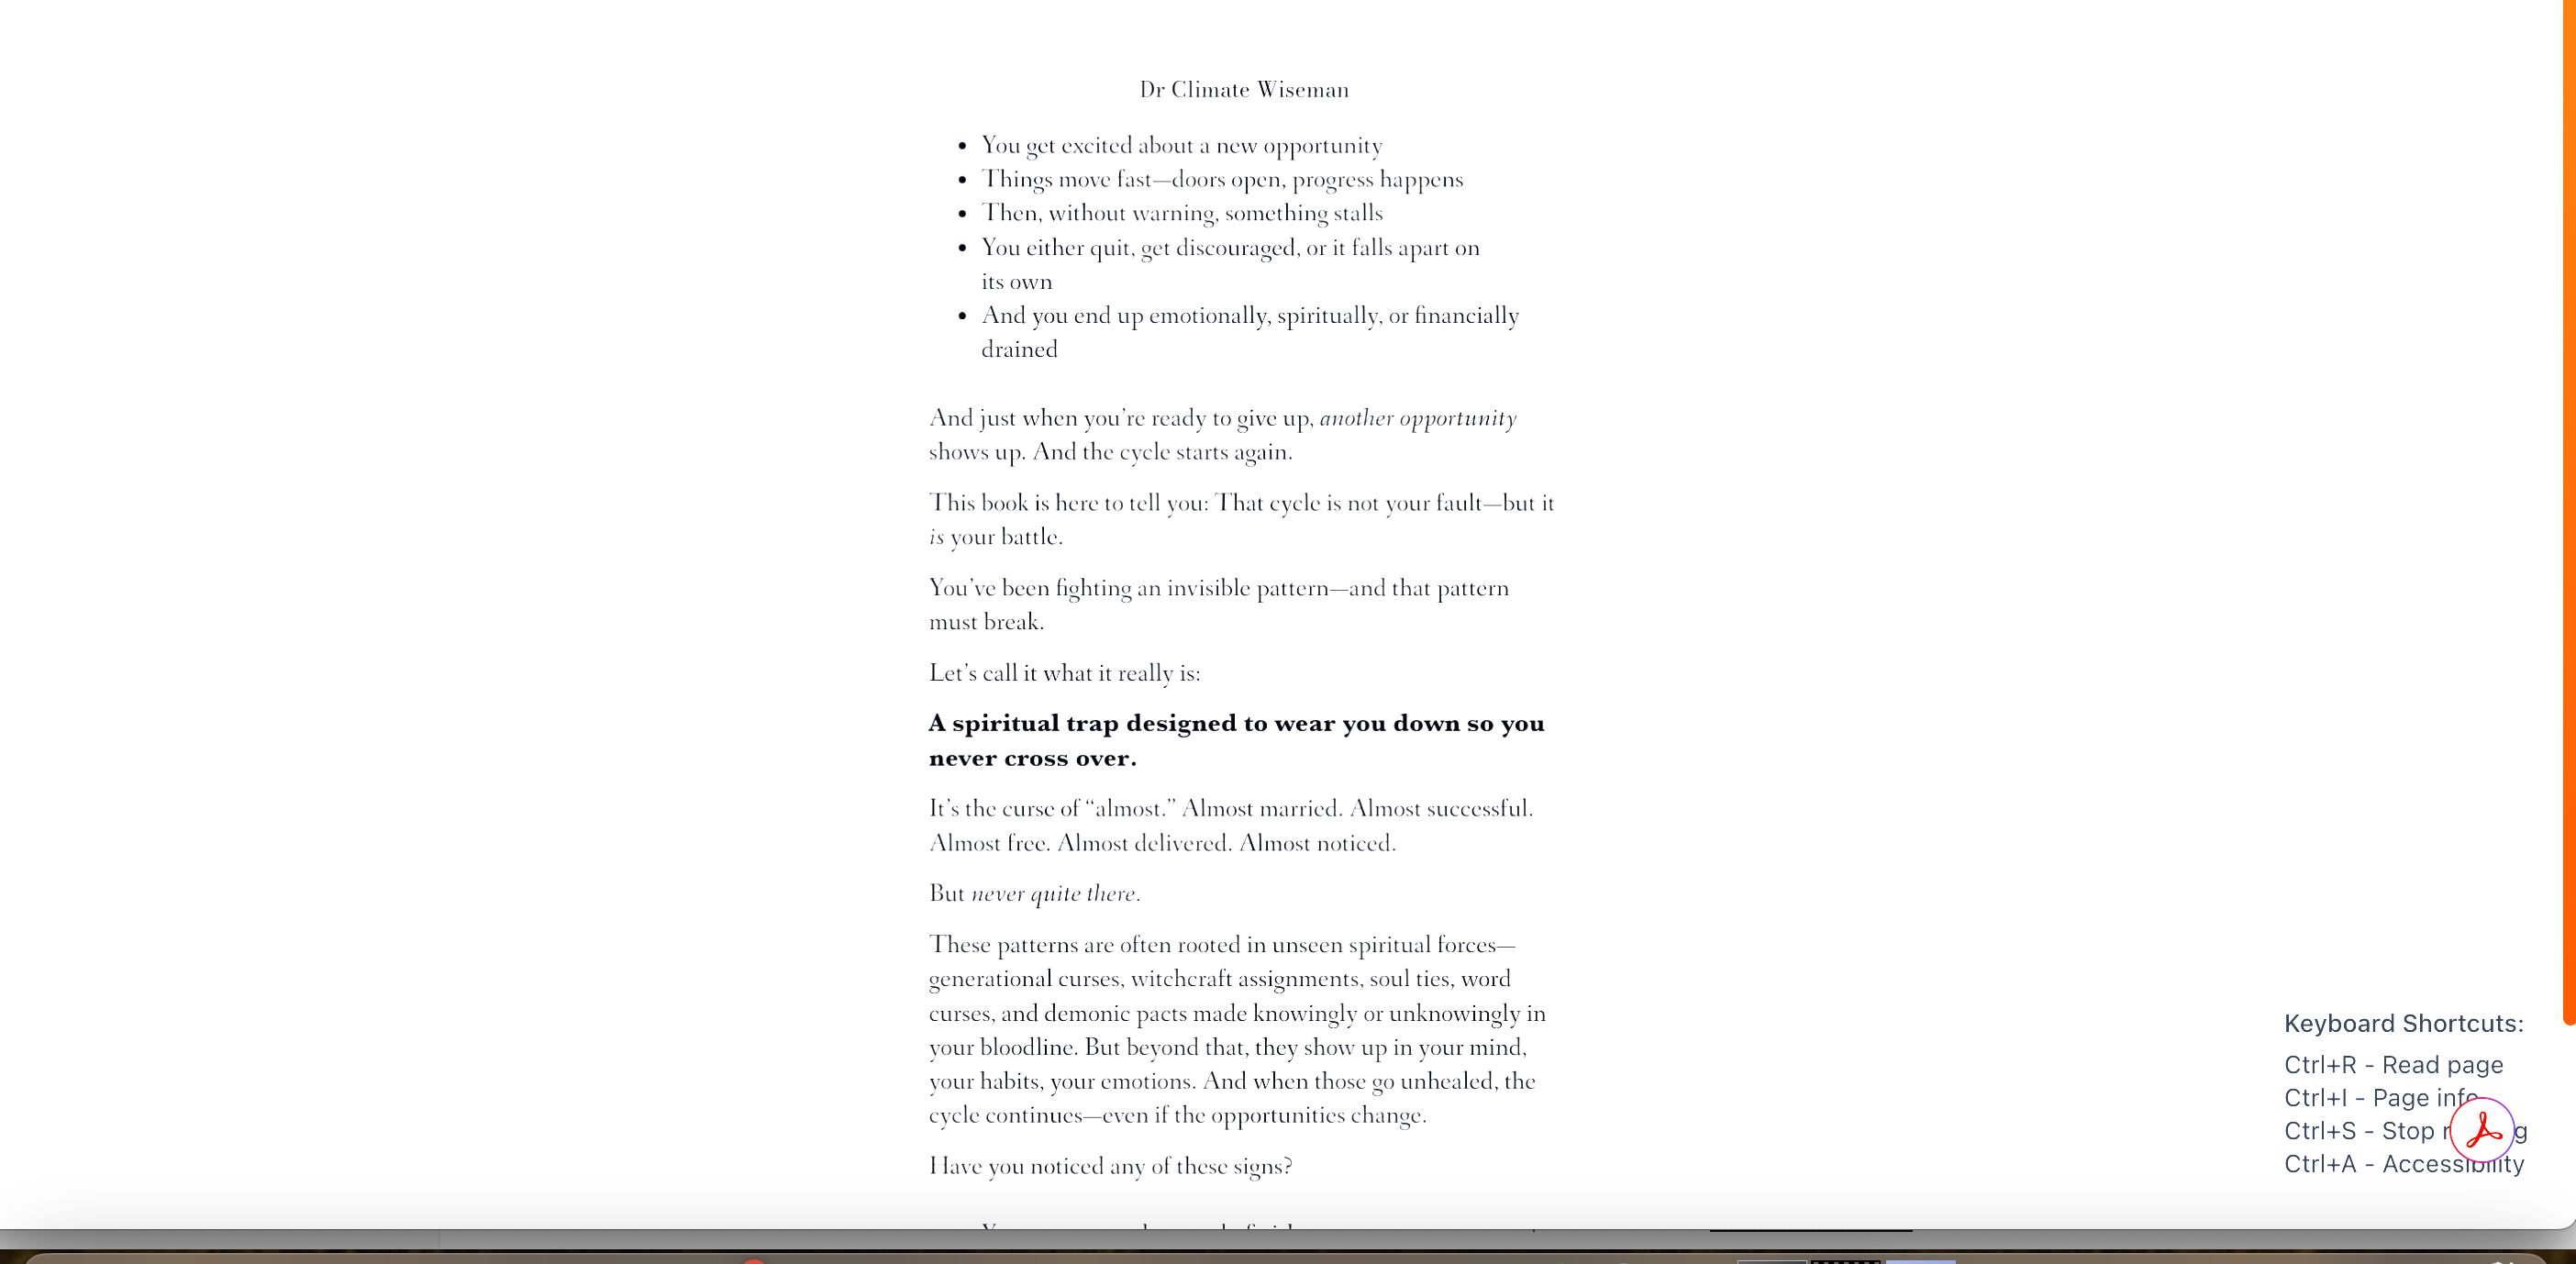 Dr Climate Wiseman
• You get excited about a new opportunity
• Things move fast—doors open, progress happens
• Then, without warning, something stalls
• You either quit, get discouraged, or it falls apart on
its own
• And you end up emotionally, spiritually, or financially
drained
And just when you’re ready to give up, another opportunity
shows up. And the cycle starts again.
This book is here to tell you: That cycle is not your fault—but it
is your battle.
You’ve been fighting an invisible pattern—and that pattern
must break.
Let’s call it what it really is:
A spiritual trap designed to wear you down so you
never cross over.
It’s the curse of “almost.” Almost married. Almost successful.
Almost free. Almost delivered. Almost noticed.
But never quite there.
These patterns are often rooted in unseen spiritual forces—
generational curses, witchcraft assignments, soul ties, word
curses, and demonic pacts made knowingly or unknowingly in
your bloodline. But beyond that, they show up in your mind,
your habits, your emotions. And when those go unhealed, the
cycle continues—even if the opportunities change.
Have you noticed any of these signs?
Keyboard Shortcuts:
Ctrl+R - Read page
Ctrl+I - Page info
Ctrl+S - Stop
Ctrl+A - Accessibility